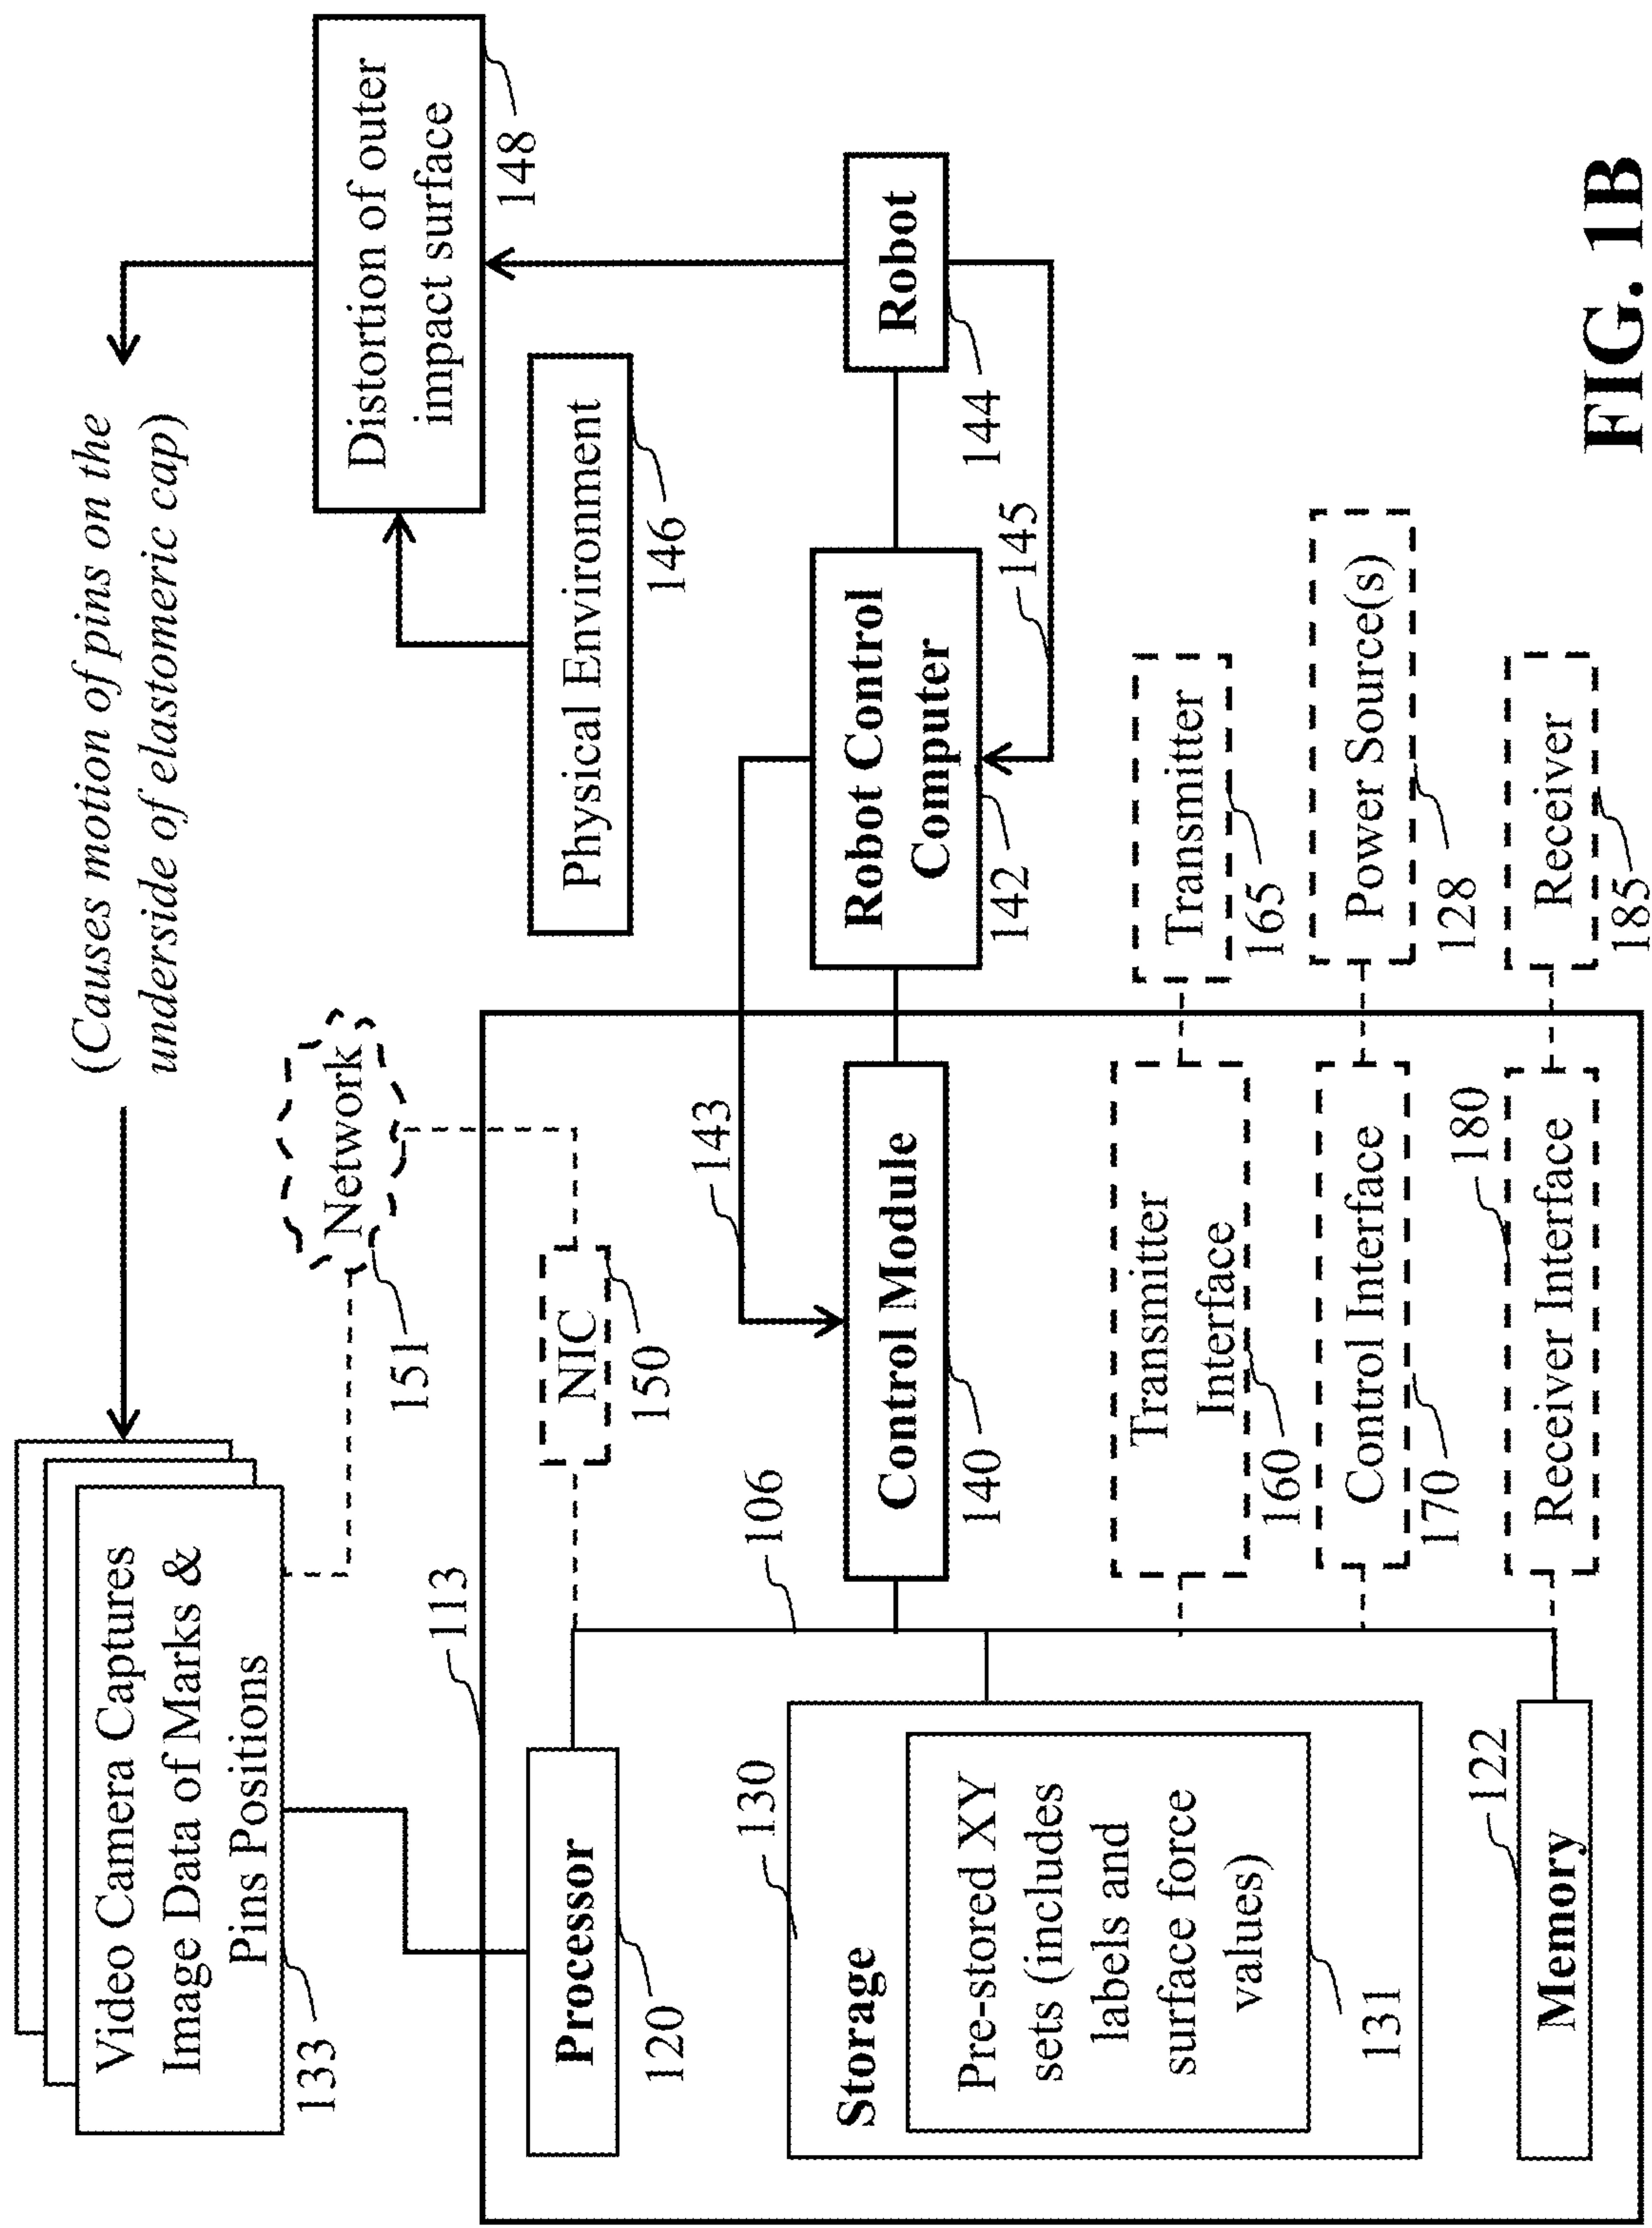 Video Camera Captures
Image Data of Marks &
Pins Positions
133
(Causes motion of pins on the
underside of elastomeric cap)
Distortion of outer
impact surface
148
Network
151
113
Processor
120
NIC
150
Physical Environment
146
Storage
130
Pre-stored XY
sets (includes
labels and
surface force
values)
131
106
143
Control Module
140
Robot Control
Computer
142
145
Robot
144
Transmitter
Interface
160
Transmitter
165
Control Interface
170
Power Source(s)
128
Memory
122
Receiver Interface
180
Receiver
185
FIG. 1B